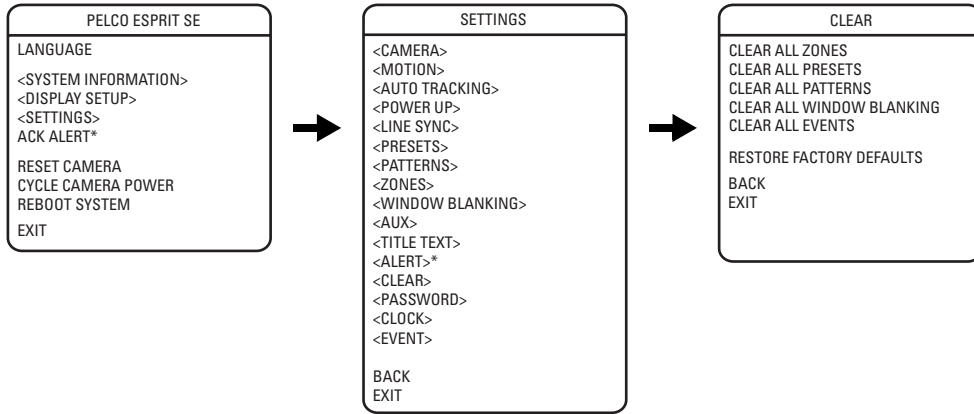 PELCO ESPRIT SE
LANGUAGE
<SYSTEM INFORMATION>
<DISPLAY SETUP>
<SETTINGS>
ACK ALERT*
RESET CAMERA
CYCLE CAMERA POWER
REBOOT SYSTEM
EXIT
SETTINGS
<CAMERA>
<MOTION>
<AUTO TRACKING>
<POWER UP>
<LINE SYNC>
<PRESETS>
<PATTERNS>
<ZONES>
<WINDOW BLANKING>
<AUX>
<TITLE TEXT>
<ALERT>*
<CLEAR>
<PASSWORD>
<CLOCK>
<EVENT>
BACK
EXIT
CLEAR
CLEAR ALL ZONES
CLEAR ALL PRESETS
CLEAR ALL PATTERNS
CLEAR ALL WINDOW BLANKING
CLEAR ALL EVENTS
RESTORE FACTORY DEFAULTS
BACK
EXIT